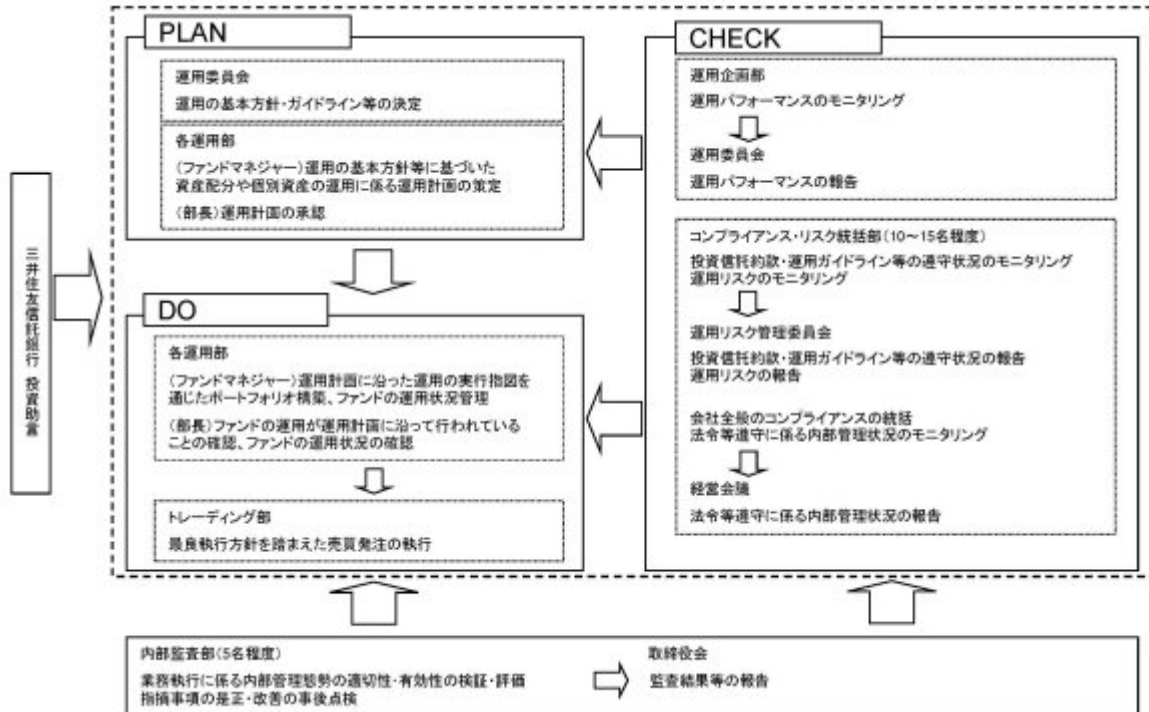 三井住友信託銀行 投資助言
PLAN
運用委員会
運用の基本方針・ガイドライン等の決定
各運用部
(ファンドマネジャー)運用の基本方針等に基づいた
資産配分や個別資産の運用に係る運用計画の策定
(部長)運用計画の承認
DO
各運用部
(ファンドマネジャー)運用計画に沿った運用の実行指図を
通じたポートフォリオ構築、ファンドの運用状況管理
(部長)ファンドの運用が運用計画に沿って行われている
ことの確認、ファンドの運用状況の確認
トレーディング部
最良執行方針を踏まえた売買発注の執行
CHECK
運用企画部
運用パフォーマンスのモニタリング
運用委員会
運用パフォーマンスの報告
コンプライアンス・リスク統括部(10～15名程度)
投資信託約款・運用ガイドライン等の遵守状況のモニタリング
運用リスクのモニタリング
運用リスク管理委員会
投資信託約款・運用ガイドライン等の遵守状況の報告
運用リスクの報告
会社全般のコンプライアンスの統括
法令等遵守に係る内部管理状況のモニタリング
経営会議
法令等遵守に係る内部管理状況の報告
内部監査部(5名程度)
業務執行に係る内部管理態勢の適切性・有効性の検証・評価
指摘事項の是正・改善の事後点検
取締役会
監査結果等の報告